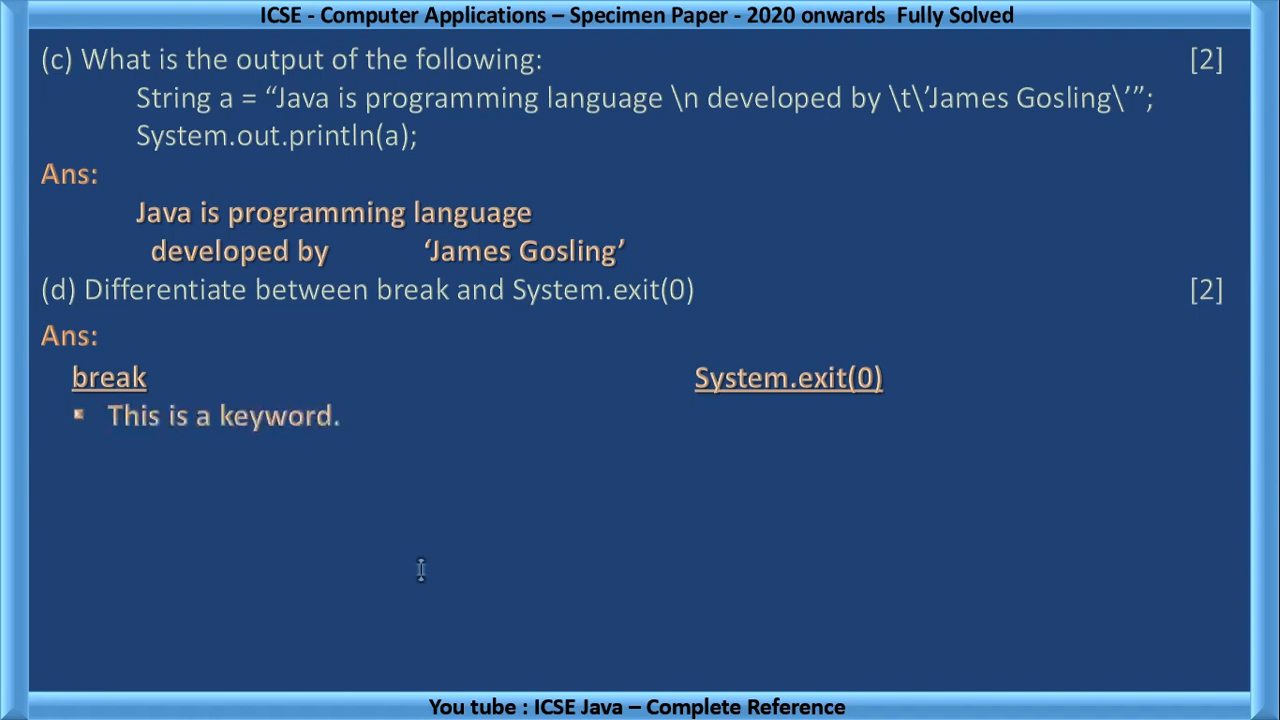 ICSE - Computer Applications – Specimen Paper - 2020 onwards  Fully Solved
(c) What is the output of the following: [2]
String a = “Java is programming language \n developed by \t\’James Gosling\’”;
System.out.println(a);
Ans:
Java is programming language
developed by ‘James Gosling’
(d) Differentiate between break and System.exit(0) [2]
Ans:
break System.exit(0)
▪ This is a keyword.
You tube : ICSE Java – Complete Reference